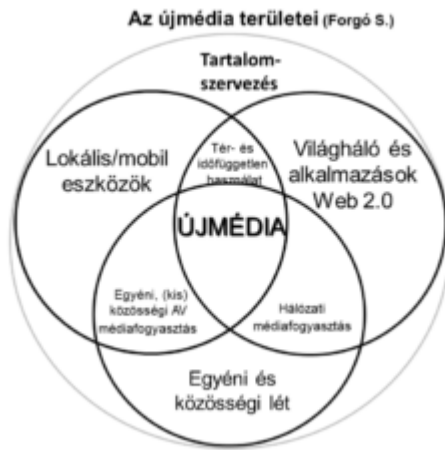 Az újmédia területei (Forgó S.)
Tartalom-
szervezés
Lokális/mobil
eszközök
Tér- és
időfüggetlen
használat
Világháló és
alkalmazások
Web 2.0
ÚJMÉDIA
Egyéni, (kis)
közösségi AV
médiafogyasztás
Hálózati
médiafogyasztás
Egyéni és
közösségi lét